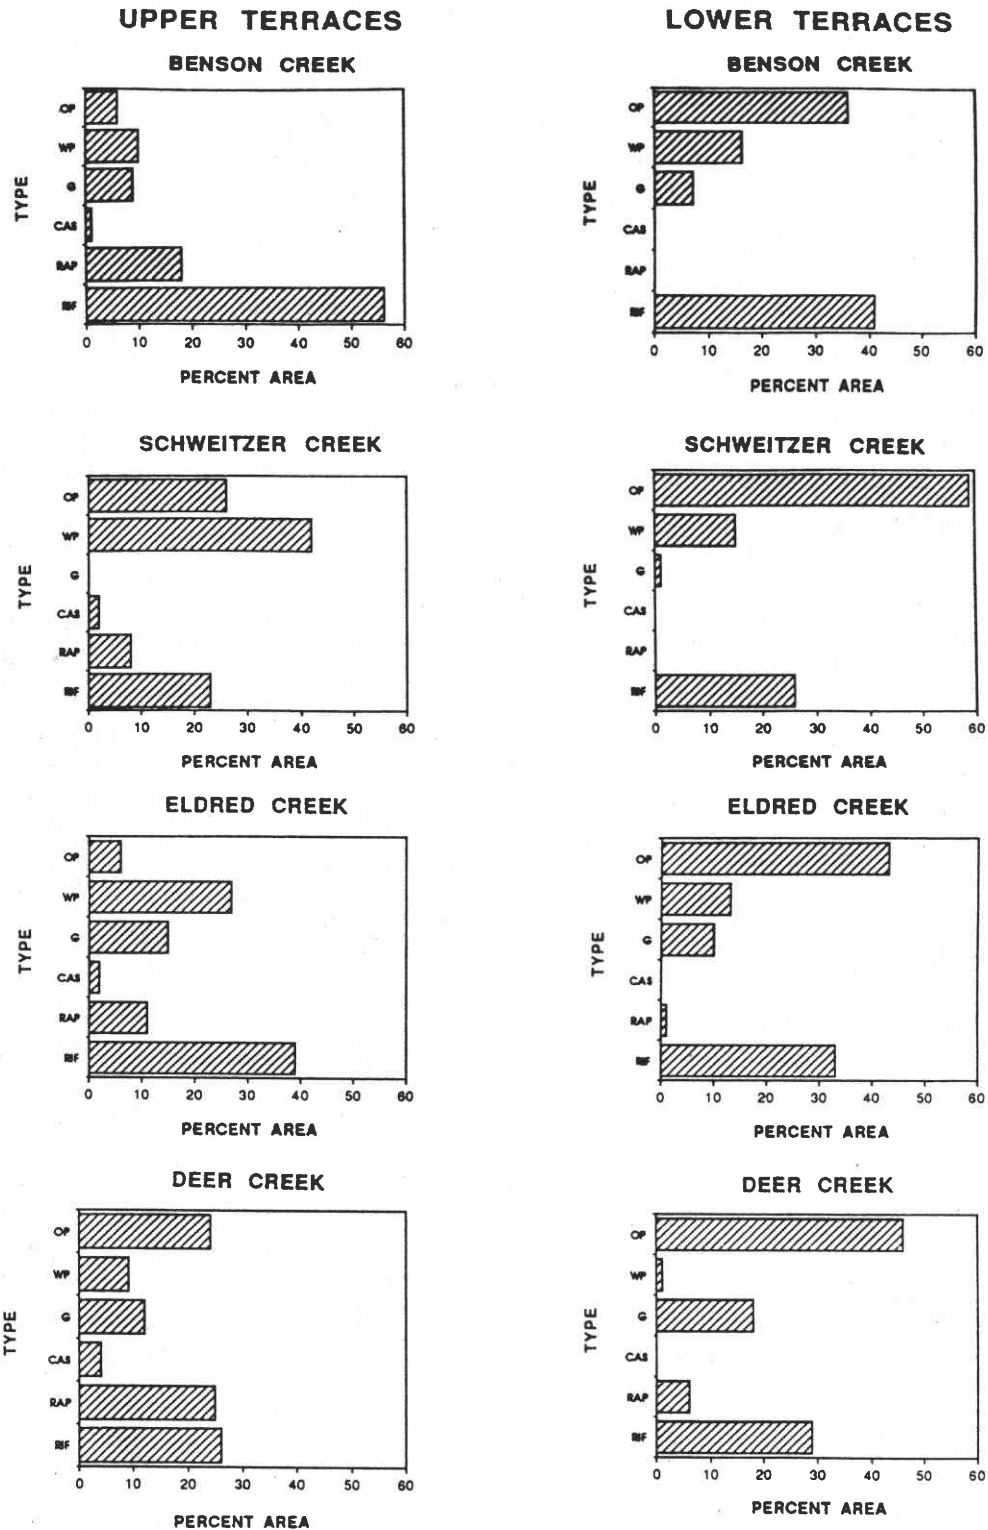 UPPER TERRACES
LOWER TERRACES
BENSON CREEK
TYPE
OP
WP
G
CAS
RAP
RIF
0 10 20 30 40 50 60
PERCENT AREA
BENSON CREEK
TYPE
OP
WP
G
CAS
RAP
RIF
0 10 20 30 40 50 60
PERCENT AREA
SCHWEITZER CREEK
TYPE
OP
WP
G
CAS
RAP
RIF
0 10 20 30 40 50 60
PERCENT AREA
SCHWEITZER CREEK
TYPE
OP
WP
G
CAS
RAP
RIF
0 10 20 30 40 50 60
PERCENT AREA
ELDRED CREEK
TYPE
OP
WP
G
CAS
RAP
RIF
0 10 20 30 40 50 60
PERCENT AREA
ELDRED CREEK
TYPE
OP
WP
G
CAS
RAP
RIF
0 10 20 30 40 50 60
PERCENT AREA
DEER CREEK
TYPE
OP
WP
G
CAS
RAP
RIF
0 10 20 30 40 50 60
PERCENT AREA
DEER CREEK
TYPE
OP
WP
G
CAS
RAP
RIF
0 10 20 30 40 50 60
PERCENT AREA